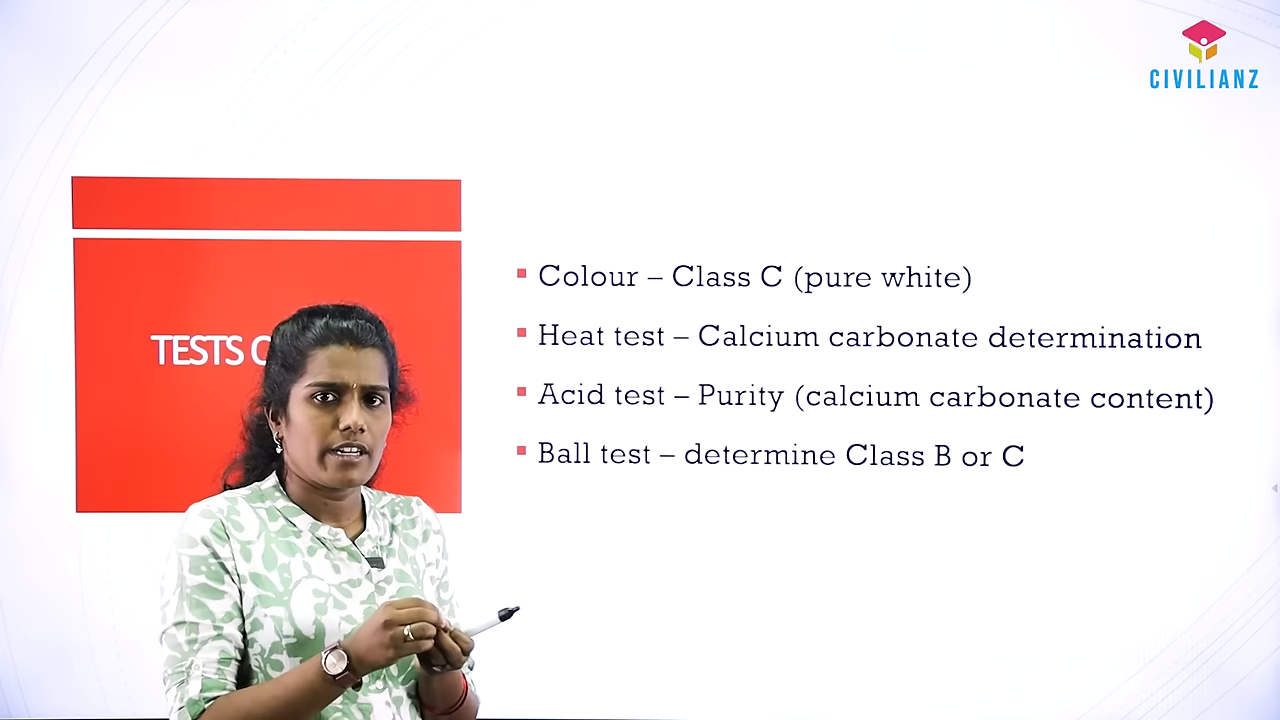 CIVILIANZ
TESTS
Colour – Class C (pure white)
Heat test – Calcium carbonate determination
Acid test – Purity (calcium carbonate content)
Ball test – determine Class B or C